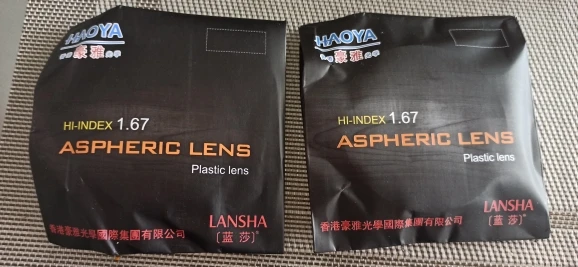 HAOYA
豪雅
HI-INDEX 1.67
ASPHERIC LENS
Plastic lens
LANSHA
(蓝莎)®
香港豪雅光學國際集團有限公司
HAOYA
豪雅
HI-INDEX 1.67
ASPHERIC LENS
Plastic lens
LANSHA
(蓝莎)®
香港豪雅光學國際集團有限公司